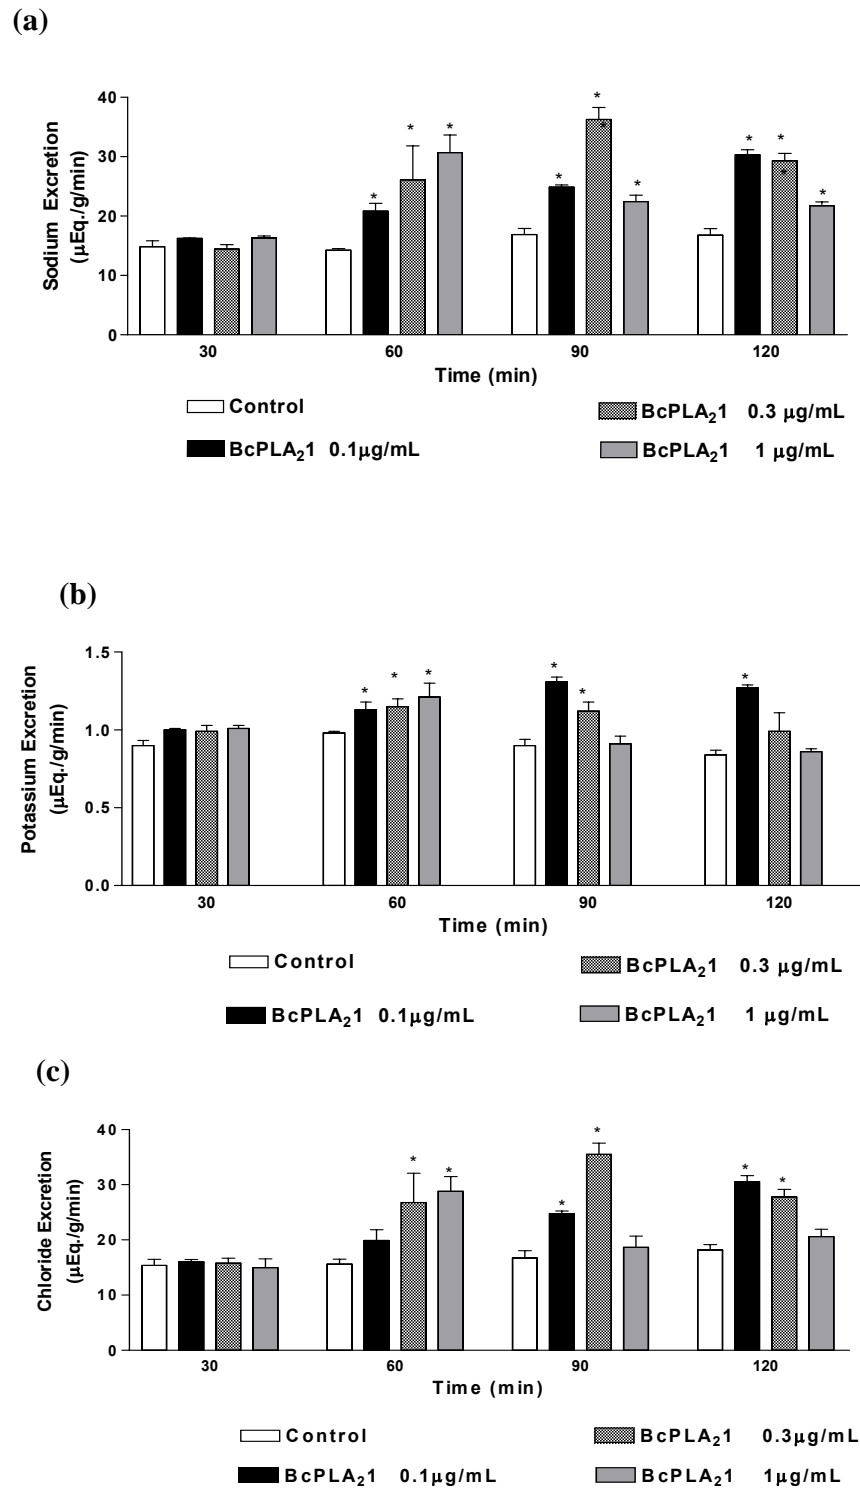 (a)
* *
* * *
* * * *
* * *
40
30
20
10
0
Sodium Excretion
(μEq./g/min)
30 60 90 120
Time (min)
Control BcPLA₂1 0.3 μg/mL
BcPLA₂1 0.1μg/mL BcPLA₂1 1 μg/mL
(b)
1.5
1.0
0.5
0.0
* * * * * *
Potassium Excretion
(μEq./g/min)
30 60 90 120
Time (min)
Control BcPLA₂1 0.3 μg/mL
BcPLA₂1 0.1μg/mL BcPLA₂1 1 μg/mL
(c)
40
30
20
10
0
* * * * * *
Chloride Excretion
(μEq./g/min)
30 60 90 120
Time (min)
Control BcPLA₂1 0.3μg/mL
BcPLA₂1 0.1μg/mL BcPLA₂1 1μg/mL